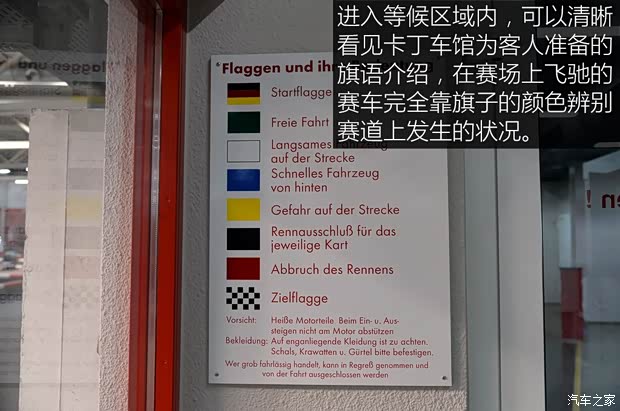 进入等候区域内，可以清晰
看见卡丁车馆为客人准备的
旗语介绍，在赛场上飞驰的
赛车完全靠旗子的颜色辨别
赛道上发生的状况。
Flaggen und ihre
Startflagge
Freie Fahrt
Langsames Fahrzeug
auf der Strecke
Schnelles Fahrzeug
von hinten
Gefahr auf der Strecke
Rennausschluß für das
jeweilige Kart
Abbruch des Rennens
Zielflagge
Vorsicht: Heiße Motorteile Beim Ein- u. Aus-
steigen nicht am Motor abstützen
Bekleidung: Auf enganliegende Kleidung ist zu achten.
Schals, Krawatten u. Gürtel bitte befestigen.
Wer grob fahrlässig handelt, kann in Regreß genommen und
von der Fahrt ausgeschlossen werden
汽车之家